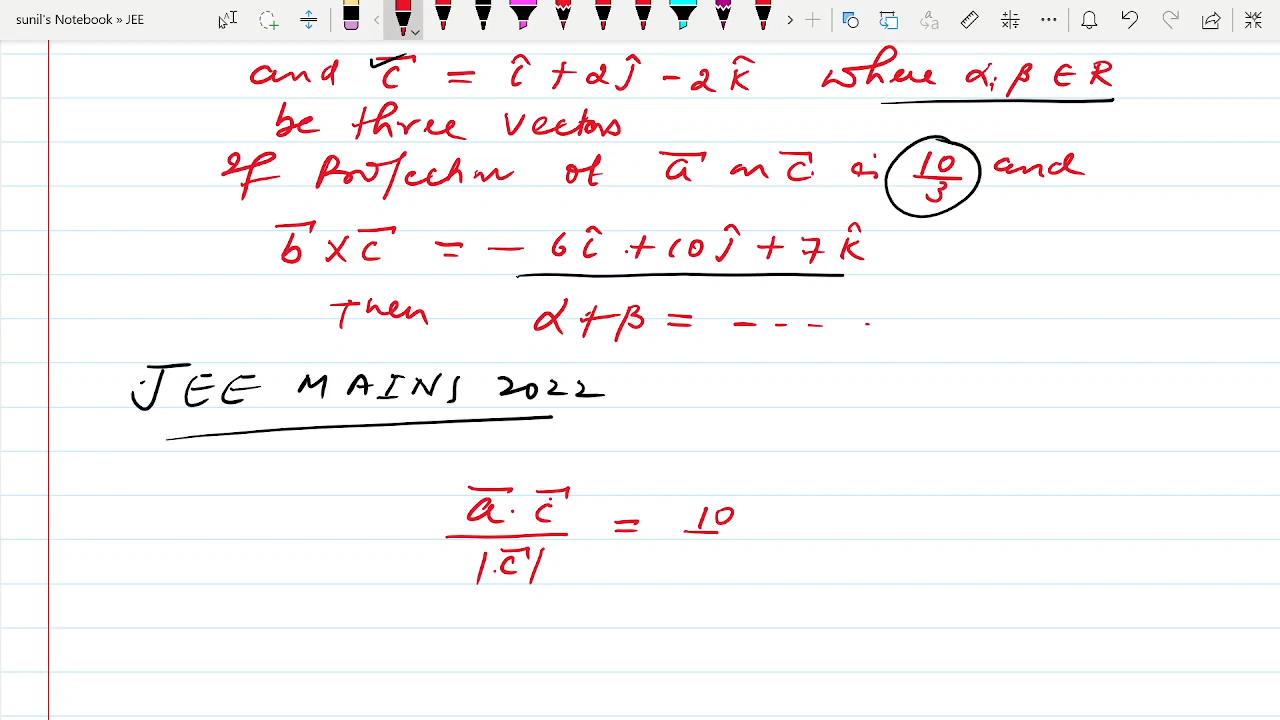 sunil's Notebook » JEE
and c⃗ = î + 2ĵ - 2k̂ where α, β ∈ R
be three vectors
If Projection of a⃗ on c⃗ is 10/3 and
b⃗ × c⃗ = - 6î + 10ĵ + 7k̂
Then α + β = - - - - .
JEE MAINS 2022
a⃗ · c⃗ / |c⃗| = 10